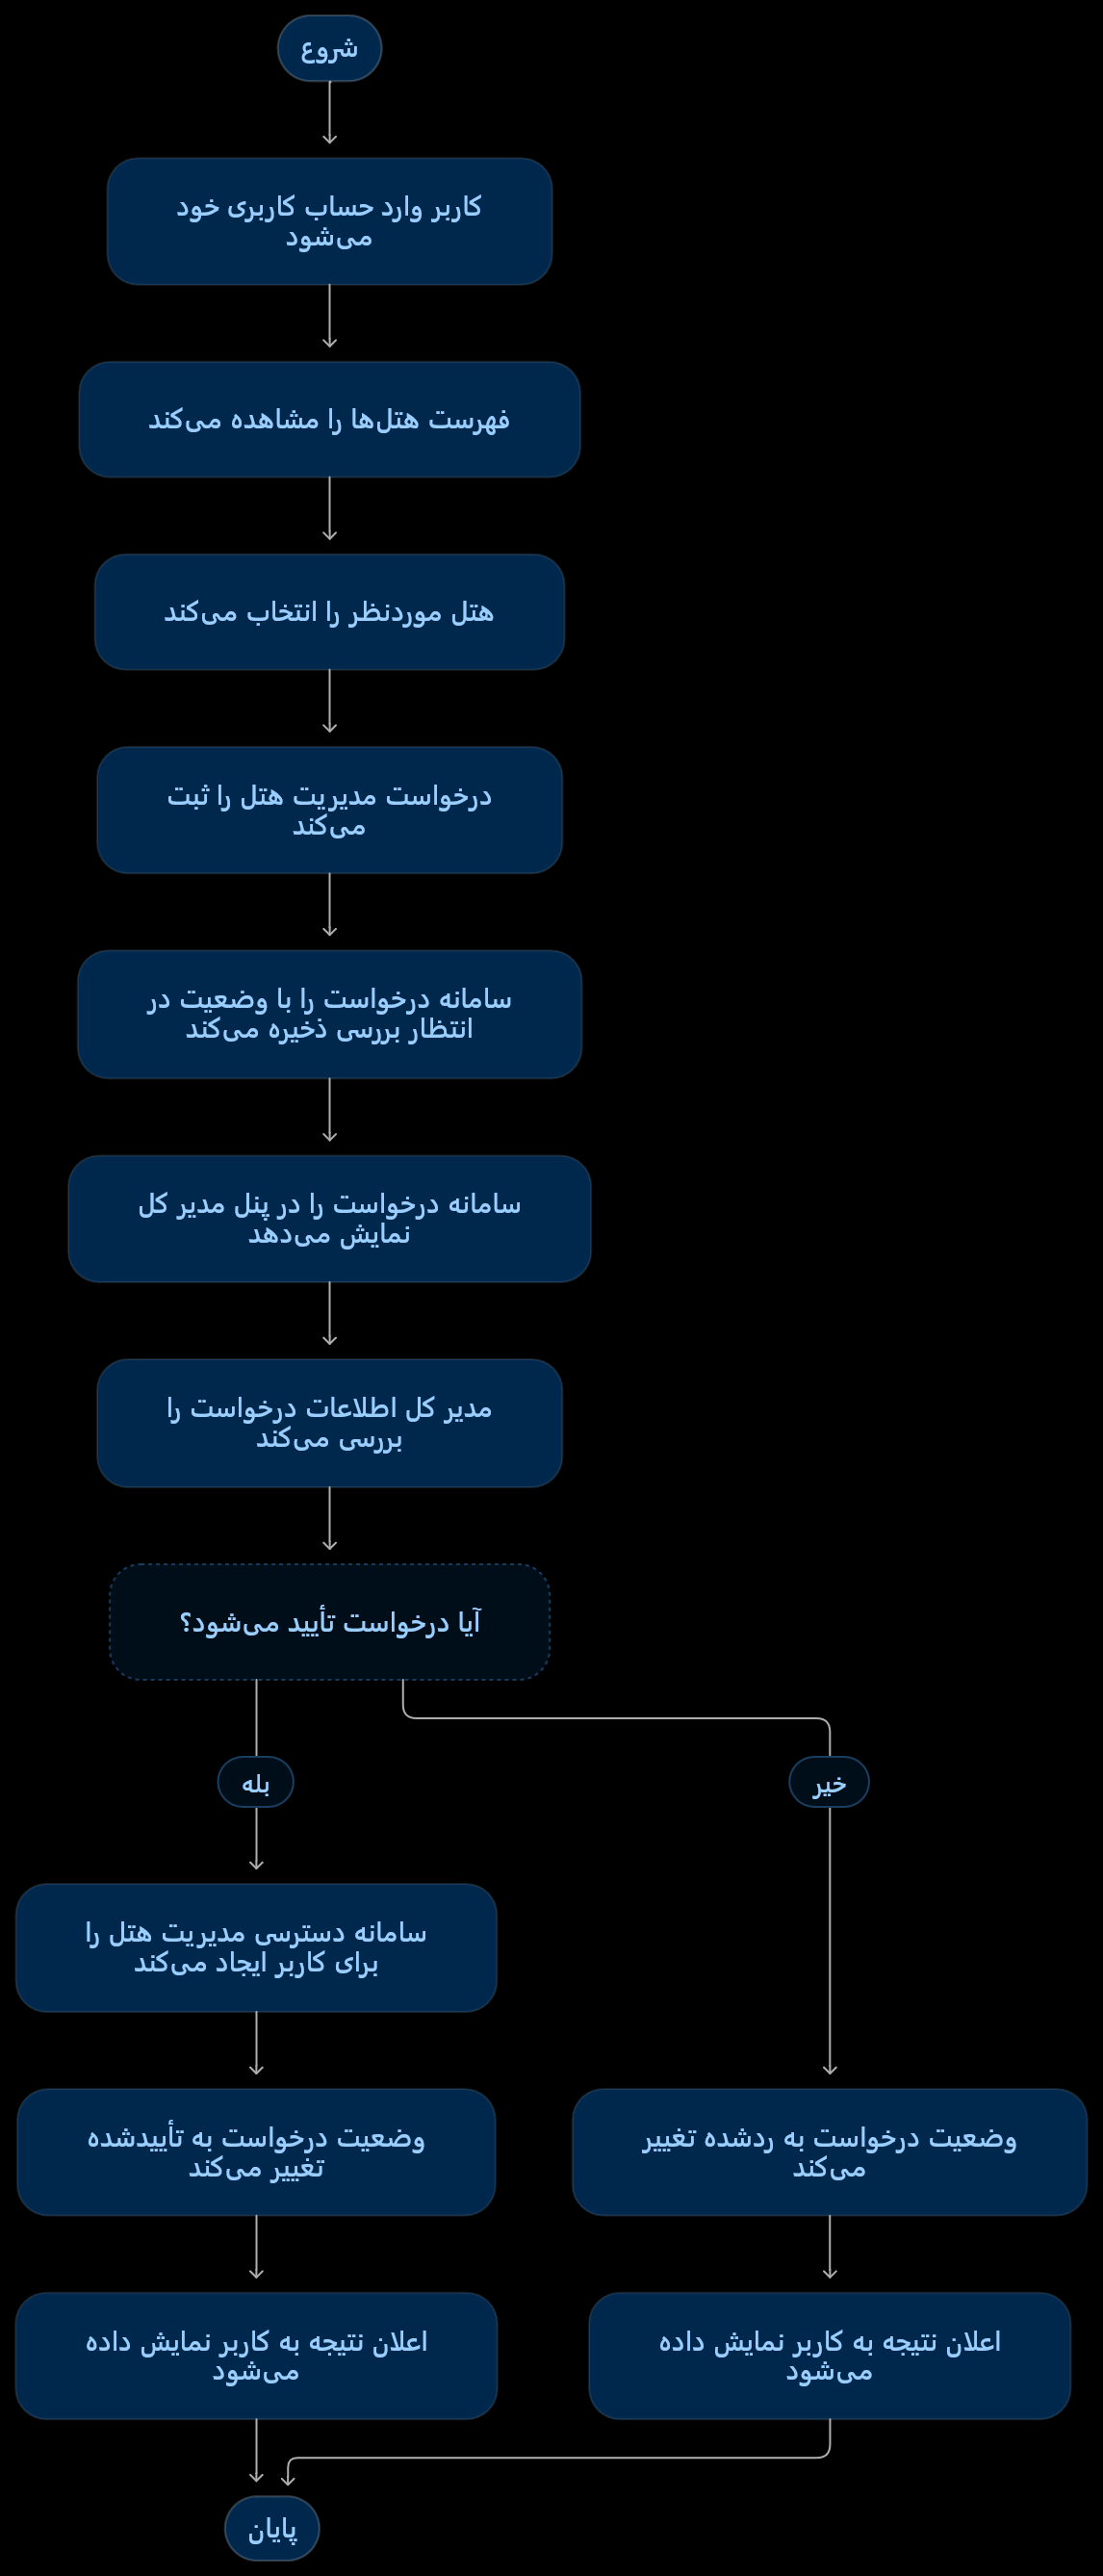 شروع
کاربر وارد حساب کاربری خود
می‌شود
فهرست هتل‌ها را مشاهده می‌کند
هتل موردنظر را انتخاب می‌کند
درخواست مدیریت هتل را ثبت
می‌کند
سامانه درخواست را با وضعیت در
انتظار بررسی ذخیره می‌کند
سامانه درخواست را در پنل مدیر کل
نمایش می‌دهد
مدیر کل اطلاعات درخواست را
بررسی می‌کند
آیا درخواست تأیید می‌شود؟
خیر
بله
سامانه دسترسی مدیریت هتل را
برای کاربر ایجاد می‌کند
وضعیت درخواست به ردشده تغییر
می‌کند
وضعیت درخواست به تأییدشده
تغییر می‌کند
اعلان نتیجه به کاربر نمایش داده
می‌شود
اعلان نتیجه به کاربر نمایش داده
می‌شود
پایان